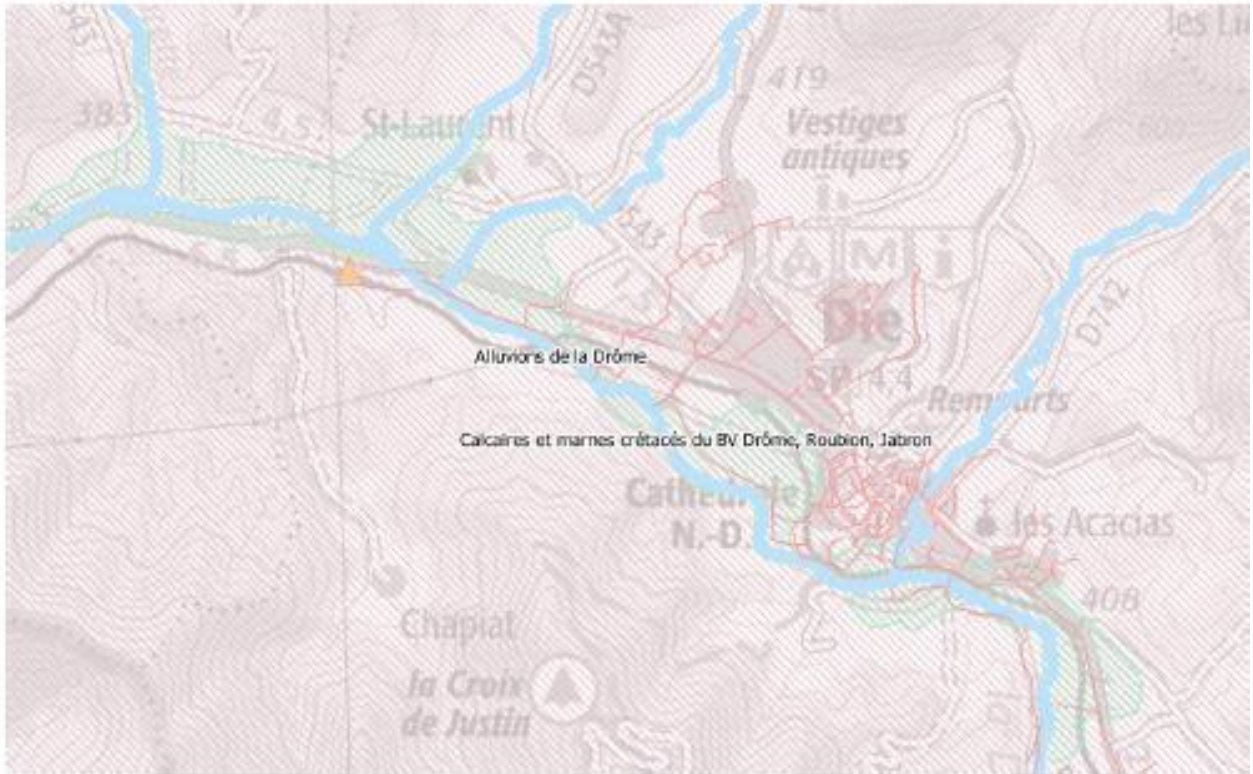 les
543
D543A
419
383
4,5
St-Laurent
Vestiges
antiques
543
M
i
Die
SP 4,4
D742
Alluvions de la Drôme
Remparts
Calcaires et marnes crétacés du BV Drôme, Roubion, Jabron
Cathédrale
N.-D.
les Acacias
408
Chapiat
la Croix
de Justin